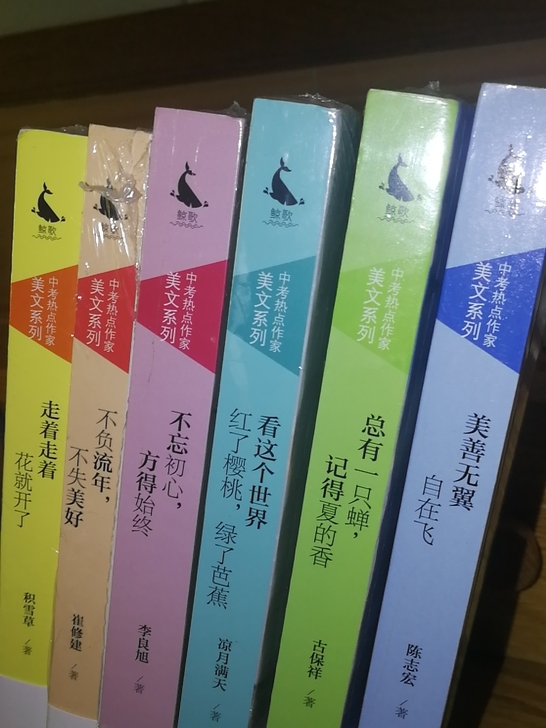 鲸歌
中考热点作家
美文系列
走着走着
花就开了
积雪草/著
中考热点作家
美文系列
不负流年，
不失美好
崔修建/著
鲸歌
中考热点作家
美文系列
不忘初心，
方得始终
李良旭/著
鲸歌
中考热点作家
美文系列
看这个世界
红了樱桃，绿了芭蕉
凉月满天/著
鲸歌
中考热点作家
美文系列
总有一只蝉，
记得夏的香
古保祥/著
中考热点作家
美文系列
美善无翼
自在飞
陈志宏/著